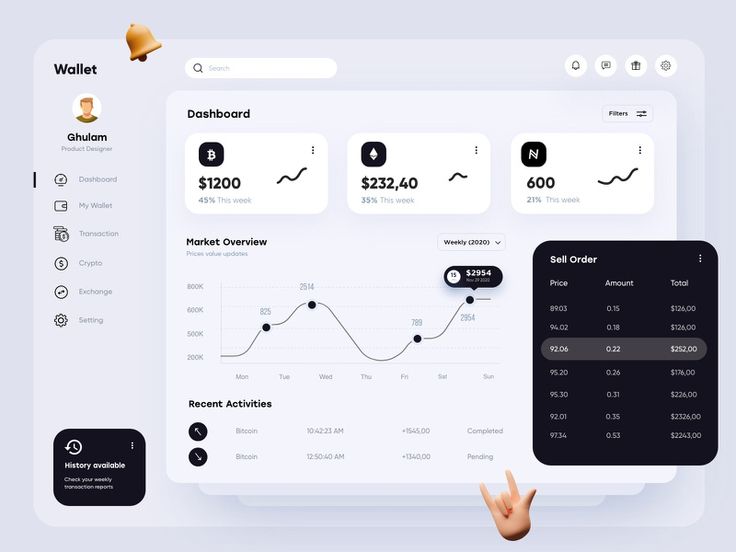 Wallet
Search
Ghulam
Product Designer
Dashboard
My Wallet
Transaction
Crypto
Exchange
Setting
History available
Check your weekly
transaction reports
Dashboard
Filters
$1200
45% This week
$232,40
35% This week
600
21% This week
Market Overview
Prices value updates
Weekly (2020)
15 $2954
Nov 29 2022
800K
600K
500K
200K
825
2514
789
2954
Mon Tue Wed Thu Fri Sat Sun
Recent Activities
Bitcoin 10:42:23 AM +1545,00 Completed
Bitcoin 12:50:40 AM +1340,00 Pending
Sell Order
Price Amount Total
89.03 0.15 $126,00
94.02 0.18 $126,00
92.06 0.22 $252,00
95.20 0.26 $176,00
95.30 0.31 $226,00
92.01 0.35 $2326,00
97.34 0.53 $2243,00